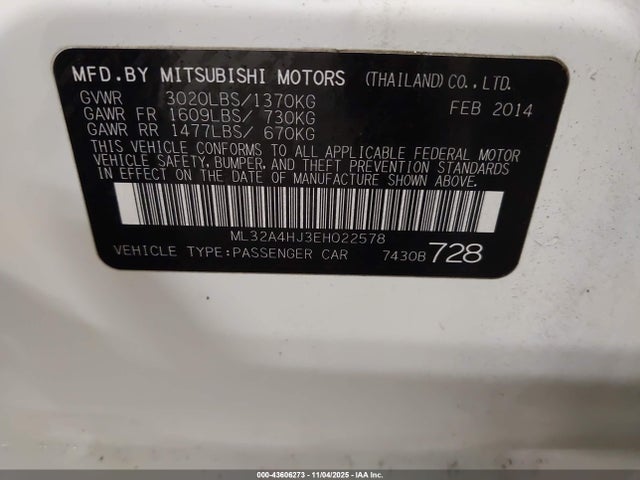 MFD.BY MITSUBISHI MOTORS (THAILAND) CO., LTD.
GVWR 3020LBS/1370KG FEB 2014
GAWR FR 1609LBS/ 730KG
GAWR RR 1477LBS/ 670KG
THIS VEHICLE CONFORMS TO ALL APPLICABLE FEDERAL MOTOR
VEHICLE SAFETY, BUMPER, AND THEFT PREVENTION STANDARDS
IN EFFECT ON THE DATE OF MANUFACTURE SHOWN ABOVE.
ML32A4HJ3EH022578
VEHICLE TYPE:PASSENGER CAR 7430B 728
000-43606273 - 11/04/2025 - IAA Inc.